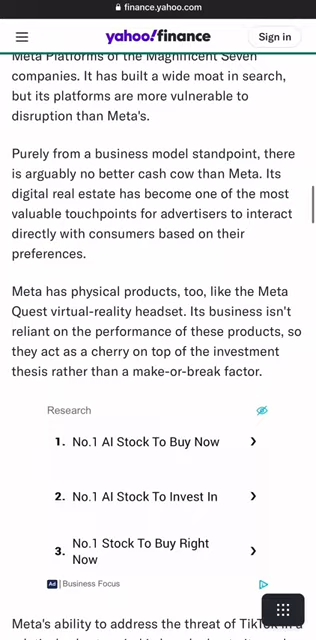 finance.yahoo.com
yahoo!finance
Sign in
Meta Platforms of the Magnificent Seven
companies. It has built a wide moat in search,
but its platforms are more vulnerable to
disruption than Meta's.
Purely from a business model standpoint, there
is arguably no better cash cow than Meta. Its
digital real estate has become one of the most
valuable touchpoints for advertisers to interact
directly with consumers based on their
preferences.
Meta has physical products, too, like the Meta
Quest virtual-reality headset. Its business isn't
reliant on the performance of these products, so
they act as a cherry on top of the investment
thesis rather than a make-or-break factor.
Research
1. No.1 AI Stock To Buy Now
2. No.1 AI Stock To Invest In
3. No.1 Stock To Buy Right
Now
Ad | Business Focus
Meta's ability to address the threat of TikTok in a